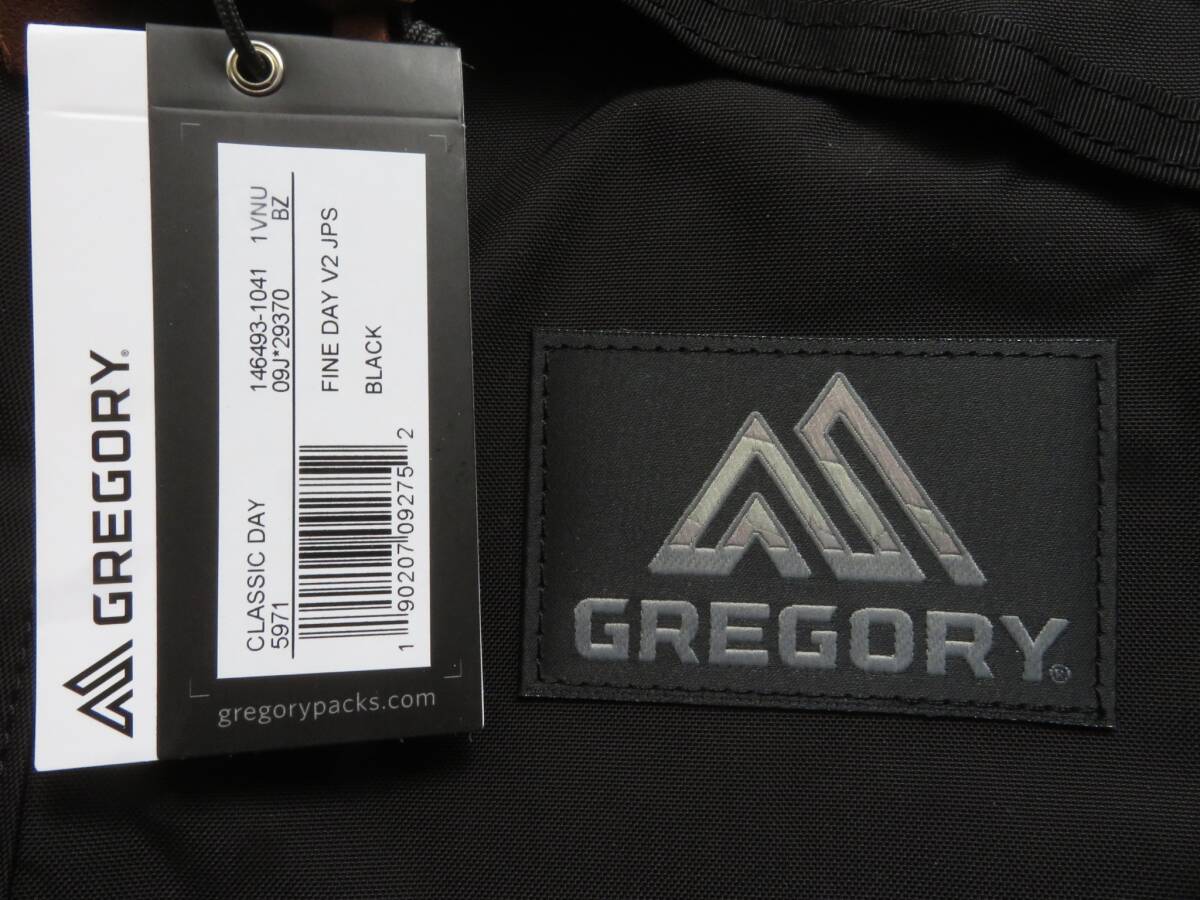 GREGORY®
CLASSIC DAY 146493-1041 1VNU
5971 09J*29370 BZ
FINE DAY V2 JPS
BLACK
1 90207 09275 2
gregorypacks.com
GREGORY®